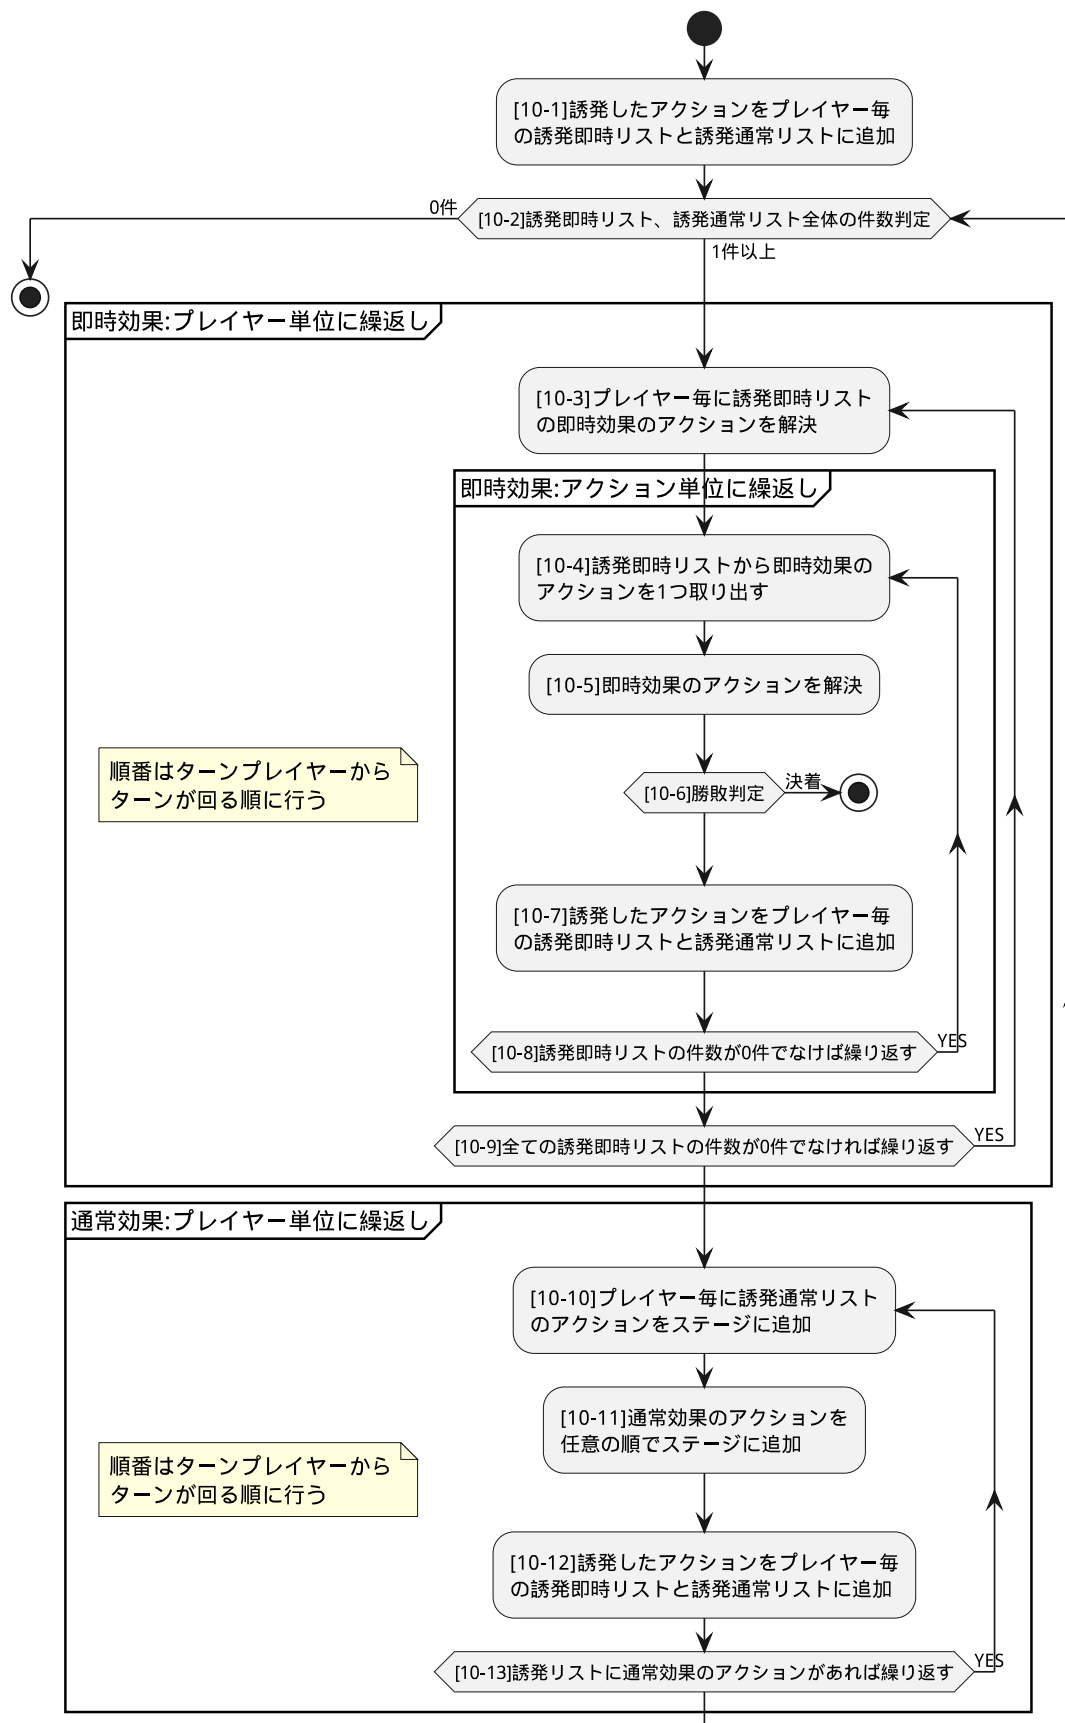 [10-1]誘発したアクションをプレイヤー毎
の誘発即時リストと誘発通常リストに追加
0件
[10-2]誘発即時リスト、誘発通常リスト全体の件数判定
1件以上
即時効果:プレイヤー単位に繰返し
[10-3]プレイヤー毎に誘発即時リスト
の即時効果のアクションを解決
即時効果:アクション単位に繰返し
[10-4]誘発即時リストから即時効果の
アクションを1つ取り出す
[10-5]即時効果のアクションを解決
順番はターンプレイヤーから
ターンが回る順に行う
[10-6]勝敗判定
決着
[10-7]誘発したアクションをプレイヤー毎
の誘発即時リストと誘発通常リストに追加
[10-8]誘発即時リストの件数が0件でなけば繰り返す
YES
[10-9]全ての誘発即時リストの件数が0件でなければ繰り返す
YES
通常効果:プレイヤー単位に繰返し
[10-10]プレイヤー毎に誘発通常リスト
のアクションをステージに追加
[10-11]通常効果のアクションを
任意の順でステージに追加
順番はターンプレイヤーから
ターンが回る順に行う
[10-12]誘発したアクションをプレイヤー毎
の誘発即時リストと誘発通常リストに追加
[10-13]誘発リストに通常効果のアクションがあれば繰り返す
YES